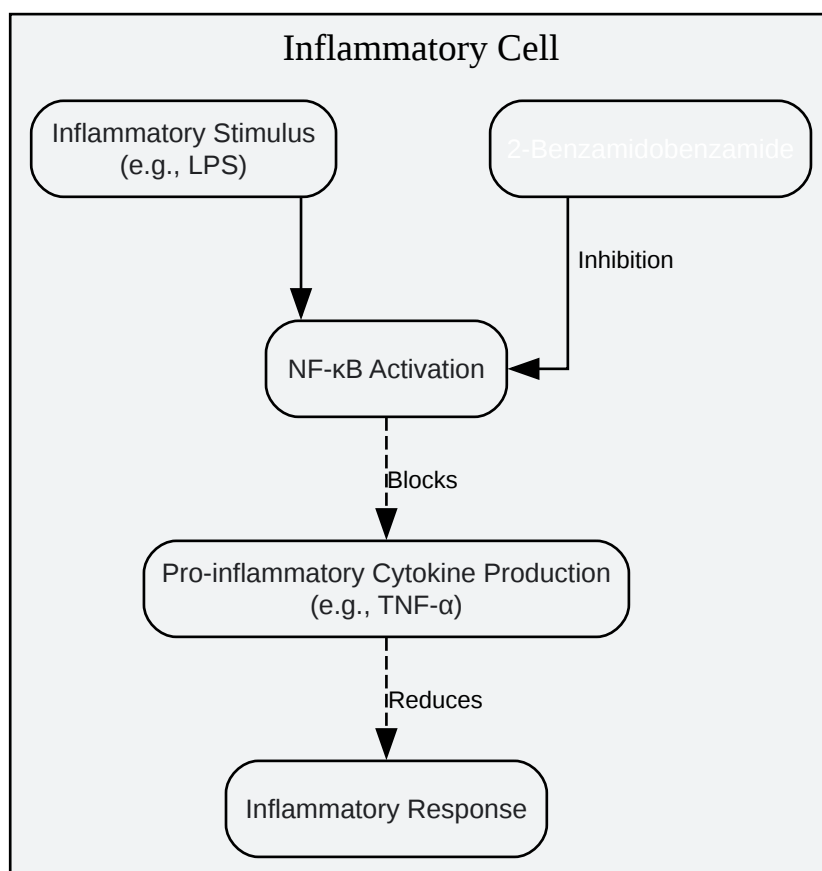 Inflammatory Cell
Inflammatory Stimulus
(e.g., LPS)
2-Benzamidobenzamide
Inhibition
NF-κB Activation
Blocks
Pro-inflammatory Cytokine Production
(e.g., TNF-α)
Reduces
Inflammatory Response